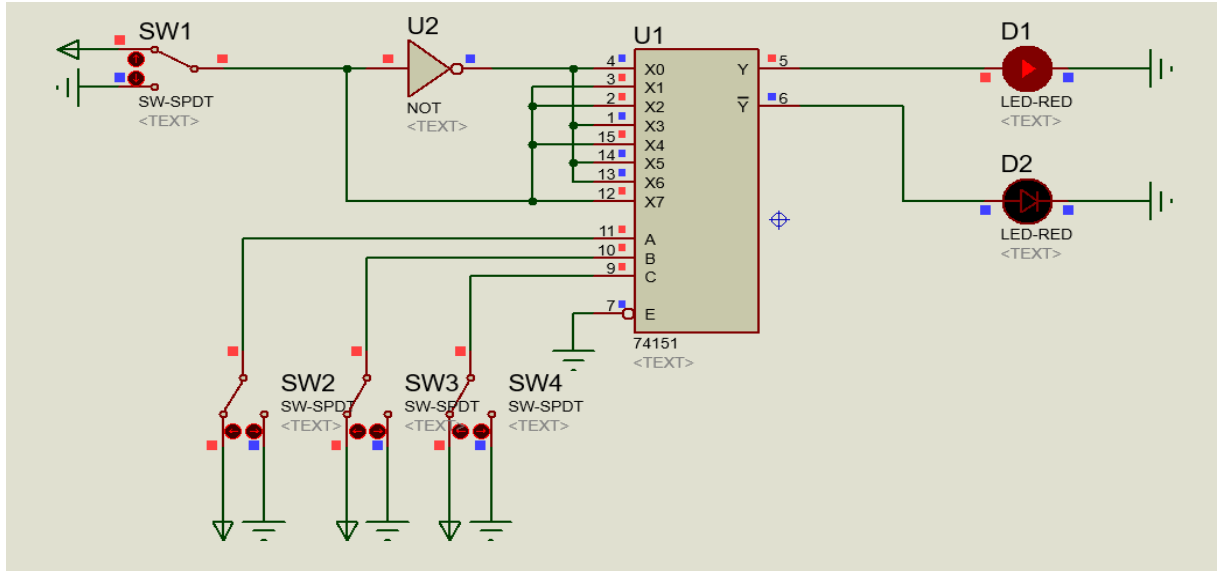 SW1
SW-SPDT
<TEXT>
U2
NOT
<TEXT>
U1
4 X0 Y 5
3 X1
2 X2 Y 6
1 X3
15 X4
14 X5
13 X6
12 X7
11 A
10 B
9 C
7 E
74151
<TEXT>
D1
LED-RED
<TEXT>
D2
LED-RED
<TEXT>
SW2
SW-SPDT
<TEXT>
SW3
SW-SPDT
<TEXT>
SW4
SW-SPDT
<TEXT>